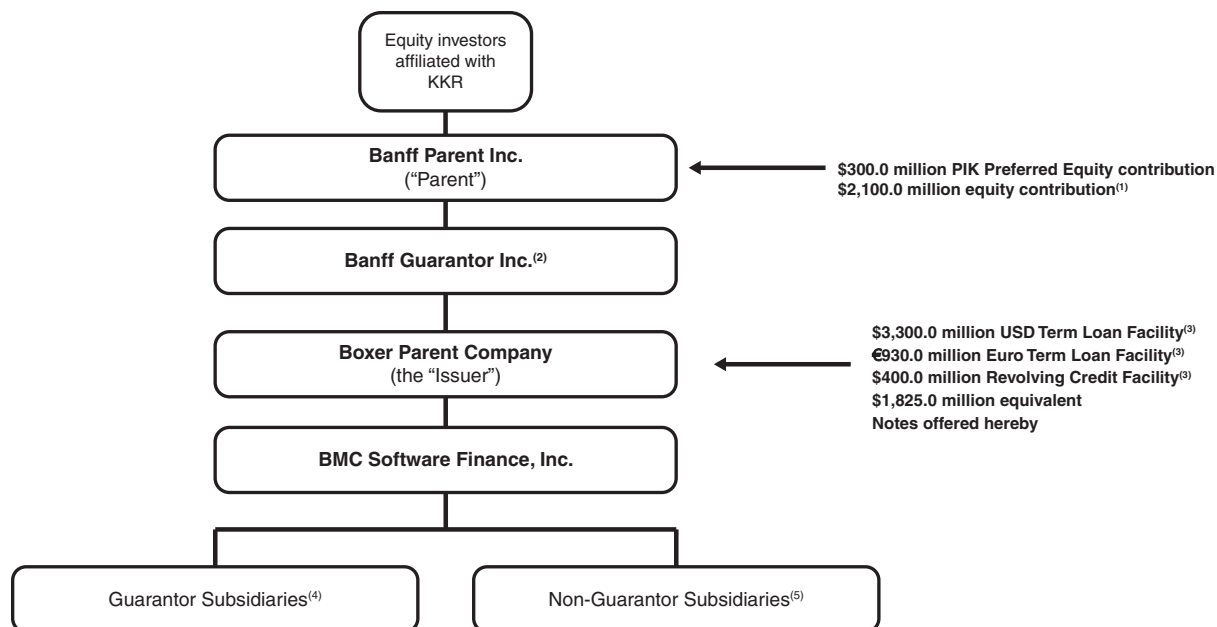 Equity investors
affiliated with
KKR
Banff Parent Inc.
(“Parent”)
$300.0 million PIK Preferred Equity contribution
$2,100.0 million equity contribution(1)
Banff Guarantor Inc.(2)
Boxer Parent Company
(the “Issuer”)
$3,300.0 million USD Term Loan Facility(3)
€930.0 million Euro Term Loan Facility(3)
$400.0 million Revolving Credit Facility(3)
$1,825.0 million equivalent
Notes offered hereby
BMC Software Finance, Inc.
Guarantor Subsidiaries(4)
Non-Guarantor Subsidiaries(5)